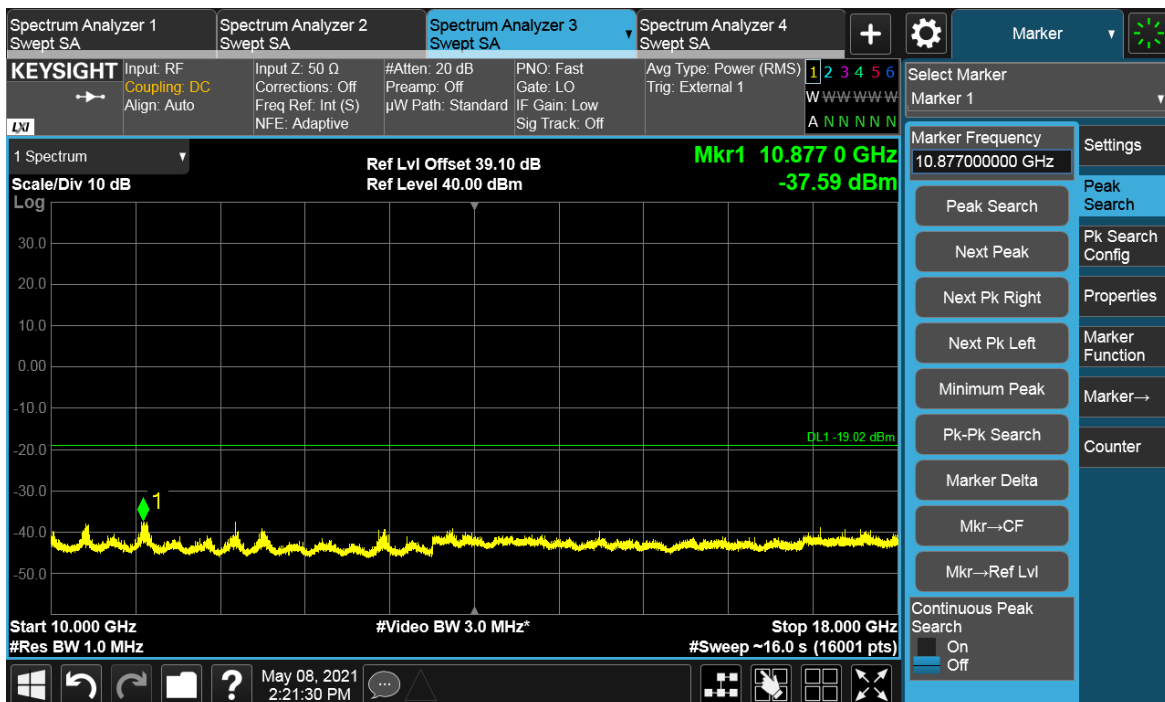 Spectrum Analyzer 1
Swept SA
Spectrum Analyzer 2
Swept SA
Spectrum Analyzer 3
Swept SA
Spectrum Analyzer 4
Swept SA
+
Marker
KEYSIGHT
LXI
Input: RF
Coupling: DC
Align: Auto
Input Z: 50 Ω
Corrections: Off
Freq Ref: Int (S)
NFE: Adaptive
#Atten: 20 dB
Preamp: Off
µW Path: Standard
PNO: Fast
Gate: LO
IF Gain: Low
Sig Track: Off
Avg Type: Power (RMS)
Trig: External 1
1 2 3 4 5 6
W W W W W W
A N N N N N
Select Marker
Marker 1
1 Spectrum
Scale/Div 10 dB
Log
Ref Lvl Offset 39.10 dB
Ref Level 40.00 dBm
Mkr1 10.877 0 GHz
-37.59 dBm
30.0
20.0
10.0
0.00
-10.0
-20.0
-30.0
-40.0
-50.0
DL1 -19.02 dBm
1
Start 10.000 GHz
#Res BW 1.0 MHz
#Video BW 3.0 MHz*
Stop 18.000 GHz
#Sweep ~16.0 s (16001 pts)
Marker Frequency
10.877000000 GHz
Peak Search
Next Peak
Next Pk Right
Next Pk Left
Minimum Peak
Pk-Pk Search
Marker Delta
Mkr→CF
Mkr→Ref Lvl
Continuous Peak
Search
On
Off
Settings
Peak
Search
Pk Search
Config
Properties
Marker
Function
Marker→
Counter
?
May 08, 2021
2:21:30 PM